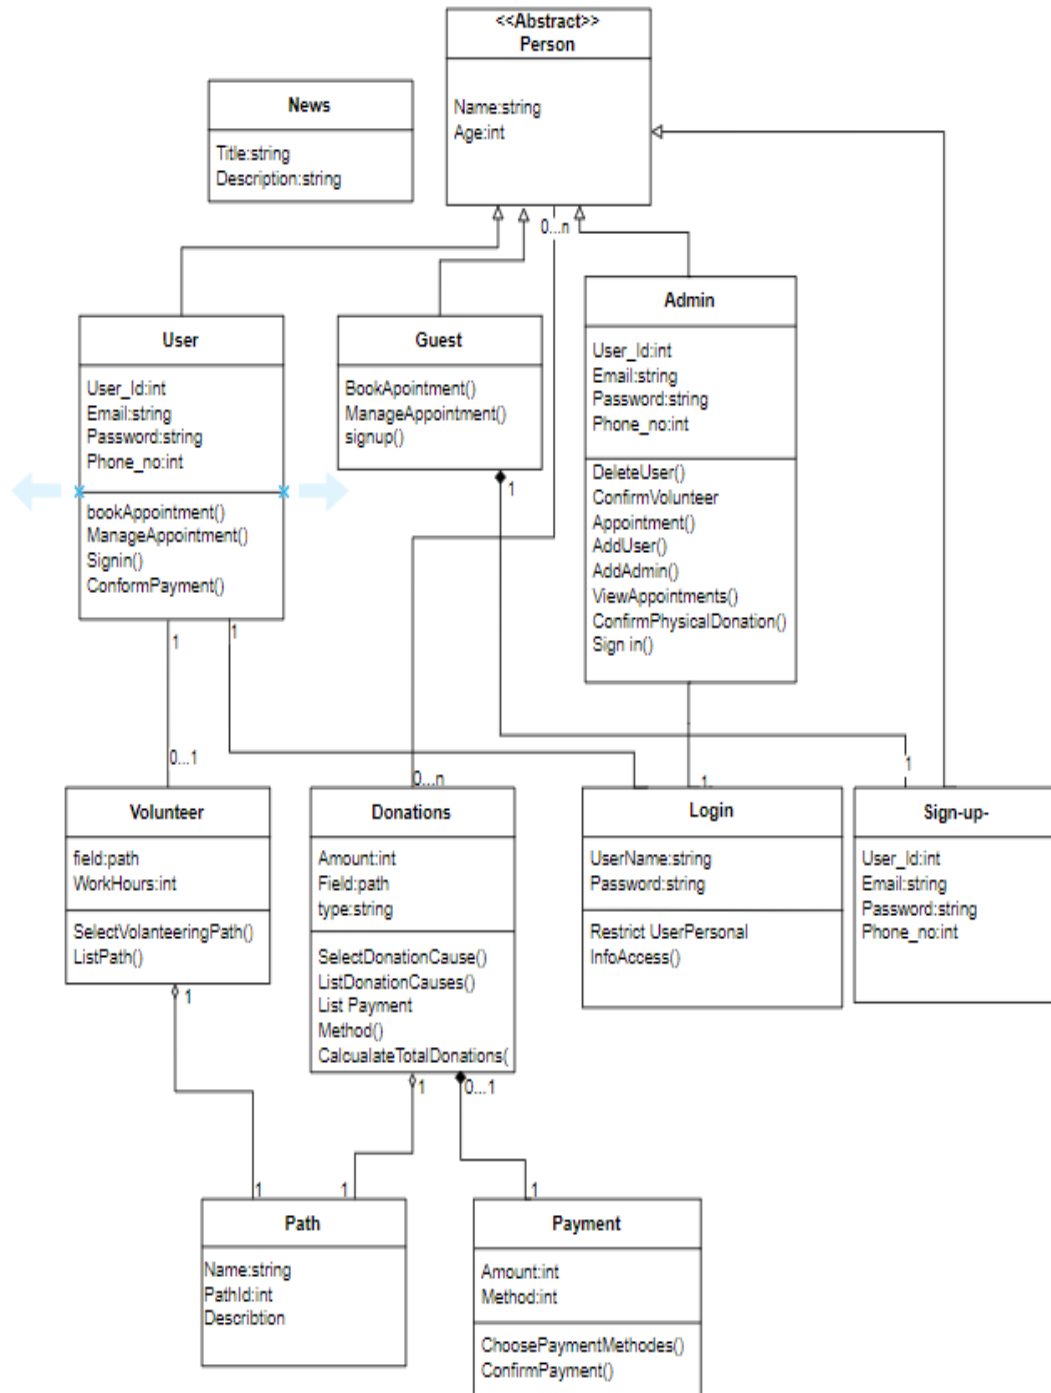 <<Abstract>>
Person
Name:string
Age:int
News
Title:string
Description:string
0...n
User
User_Id:int
Email:string
Password:string
Phone_no:int
bookAppointment()
ManageAppointment()
Signin()
ConformPayment()
1
1
Guest
BookApointment()
ManageAppointment()
signup()
1
Admin
User_Id:int
Email:string
Password:string
Phone_no:int
DeleteUser()
ConfirmVolunteer
Appointment()
AddUser()
AddAdmin()
ViewAppointments()
ConfirmPhysicalDonation()
Sign in()
0...1
0...n
1
1
Volunteer
field:path
WorkHours:int
SelectVolanteeringPath()
ListPath()
1
Donations
Amount:int
Field:path
type:string
SelectDonationCause()
ListDonationCauses()
List Payment
Method()
CalcualateTotalDonations(
1
0...1
Login
UserName:string
Password:string
Restrict UserPersonal
InfoAccess()
Sign-up-
User_Id:int
Email:string
Password:string
Phone_no:int
1
1
1
Path
Name:string
PathId:int
Describtion
Payment
Amount:int
Method:int
ChoosePaymentMethodes()
ConfirmPayment()